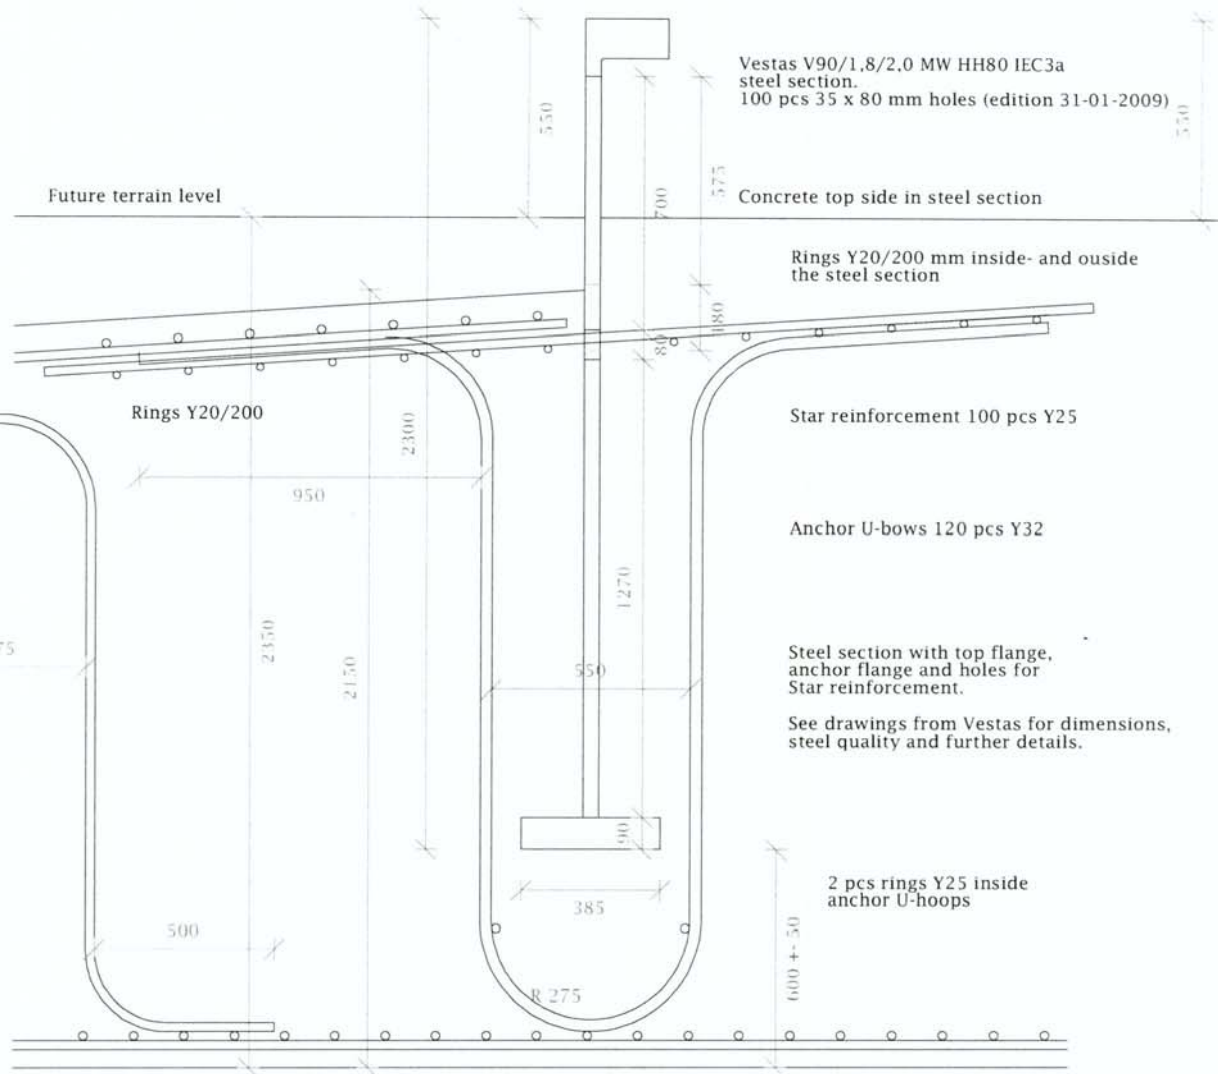 Vestas V90/1,8/2,0 MW HH80 IEC3a
steel section.
100 pcs 35 x 80 mm holes (edition 31-01-2009)
550
550
575
700
Future terrain level
Concrete top side in steel section
Rings Y20/200 mm inside- and ouside
the steel section
180
80
Rings Y20/200
Star reinforcement 100 pcs Y25
2300
950
Anchor U-bows 120 pcs Y32
1270
2350
2150
75
550
Steel section with top flange,
anchor flange and holes for
Star reinforcement.
See drawings from Vestas for dimensions,
steel quality and further details.
90
385
2 pcs rings Y25 inside
anchor U-hoops
500
600 +- 50
R 275